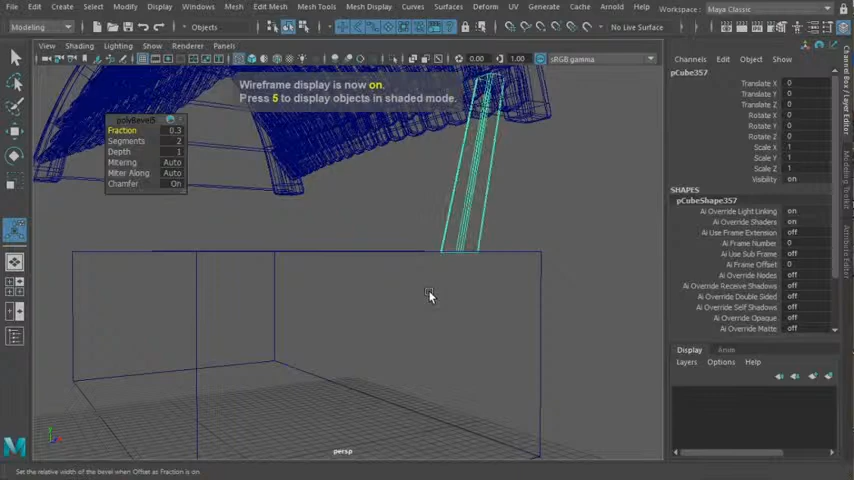 File Edit Create Select Modify Display Windows Mesh Edit Mesh Mesh Tools Mesh Display Curves Surfaces Deform UV Generate Cache Arnold Help Workspace : Maya Classic
Modeling Objects No Live Surface
View Shading Lighting Show Renderer Panels
0.00 1.00 sRGB gamma
Wireframe display is now on.
Press 5 to display objects in shaded mode.
polyBevel5
Fraction 0.3
Segments 2
Depth 1
Mitering Auto
Miter Along Auto
Chamfer On
persp
Channels Edit Object Show
pCube357
Translate X 0
Translate Y 0
Translate Z 0
Rotate X 0
Rotate Y 0
Rotate Z 0
Scale X 1
Scale Y 1
Scale Z 1
Visibility on
SHAPES
pCubeShape357
Ai Override Light Linking on
Ai Override Shaders on
Ai Use Frame Extension off
Ai Frame Number 0
Ai Use Sub Frame off
Ai Frame Offset 0
Ai Override Nodes off
Ai Override Receive Shadows off
Ai Override Double Sided off
Ai Override Self Shadows off
Ai Override Opaque off
Ai Override Matte off
Display Anim
Layers Options Help
Channel Box / Layer Editor
Modeling Toolkit
Attribute Editor
Set the relative width of the bevel when Offset as Fraction is on